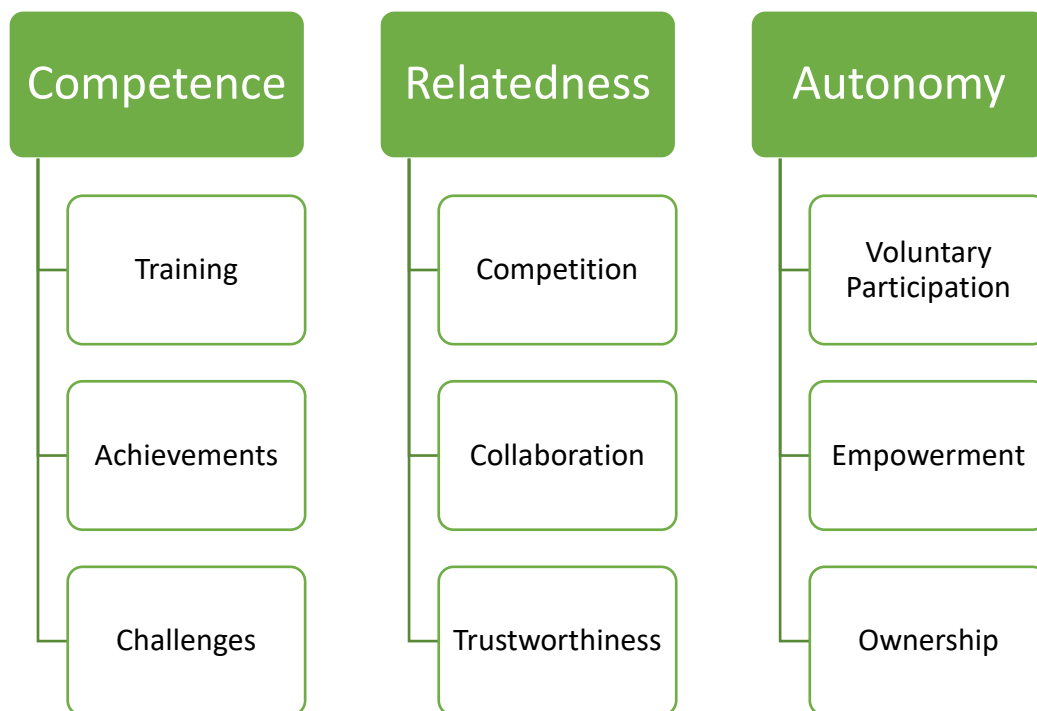 Competence
Training
Achievements
Challenges
Relatedness
Competition
Collaboration
Trustworthiness
Autonomy
Voluntary
Participation
Empowerment
Ownership